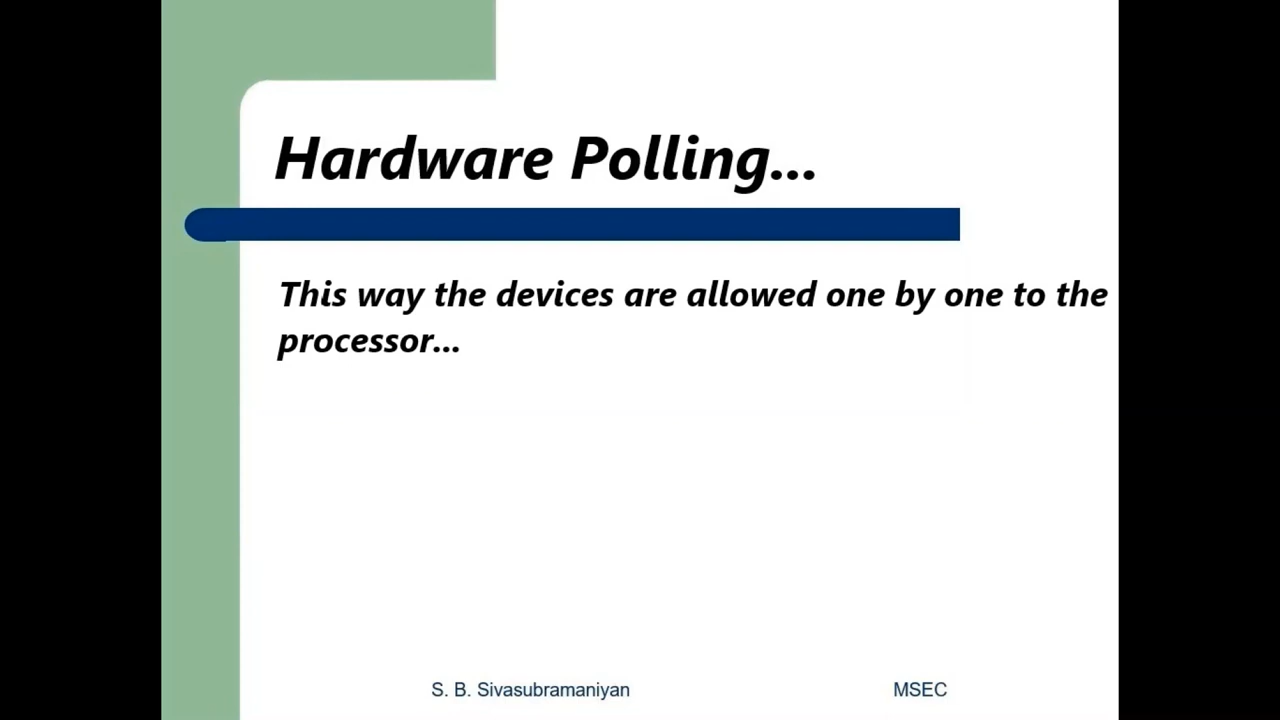 Hardware Polling...
This way the devices are allowed one by one to the
processor...
S. B. Sivasubramaniyan
MSEC